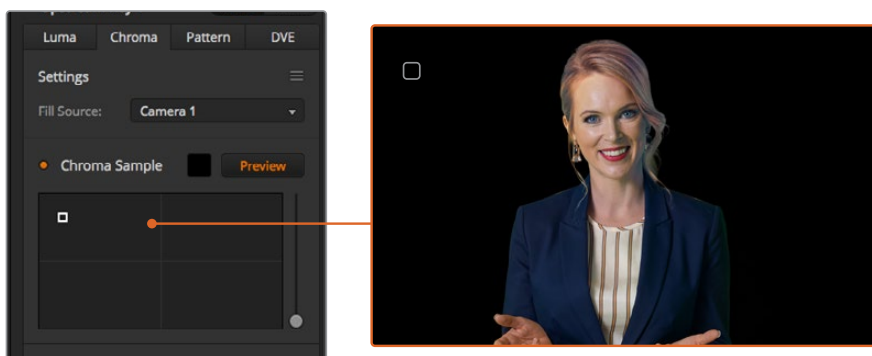 Luma Chroma Pattern DVE
Settings
Fill Source: Camera 1
Chroma Sample Preview